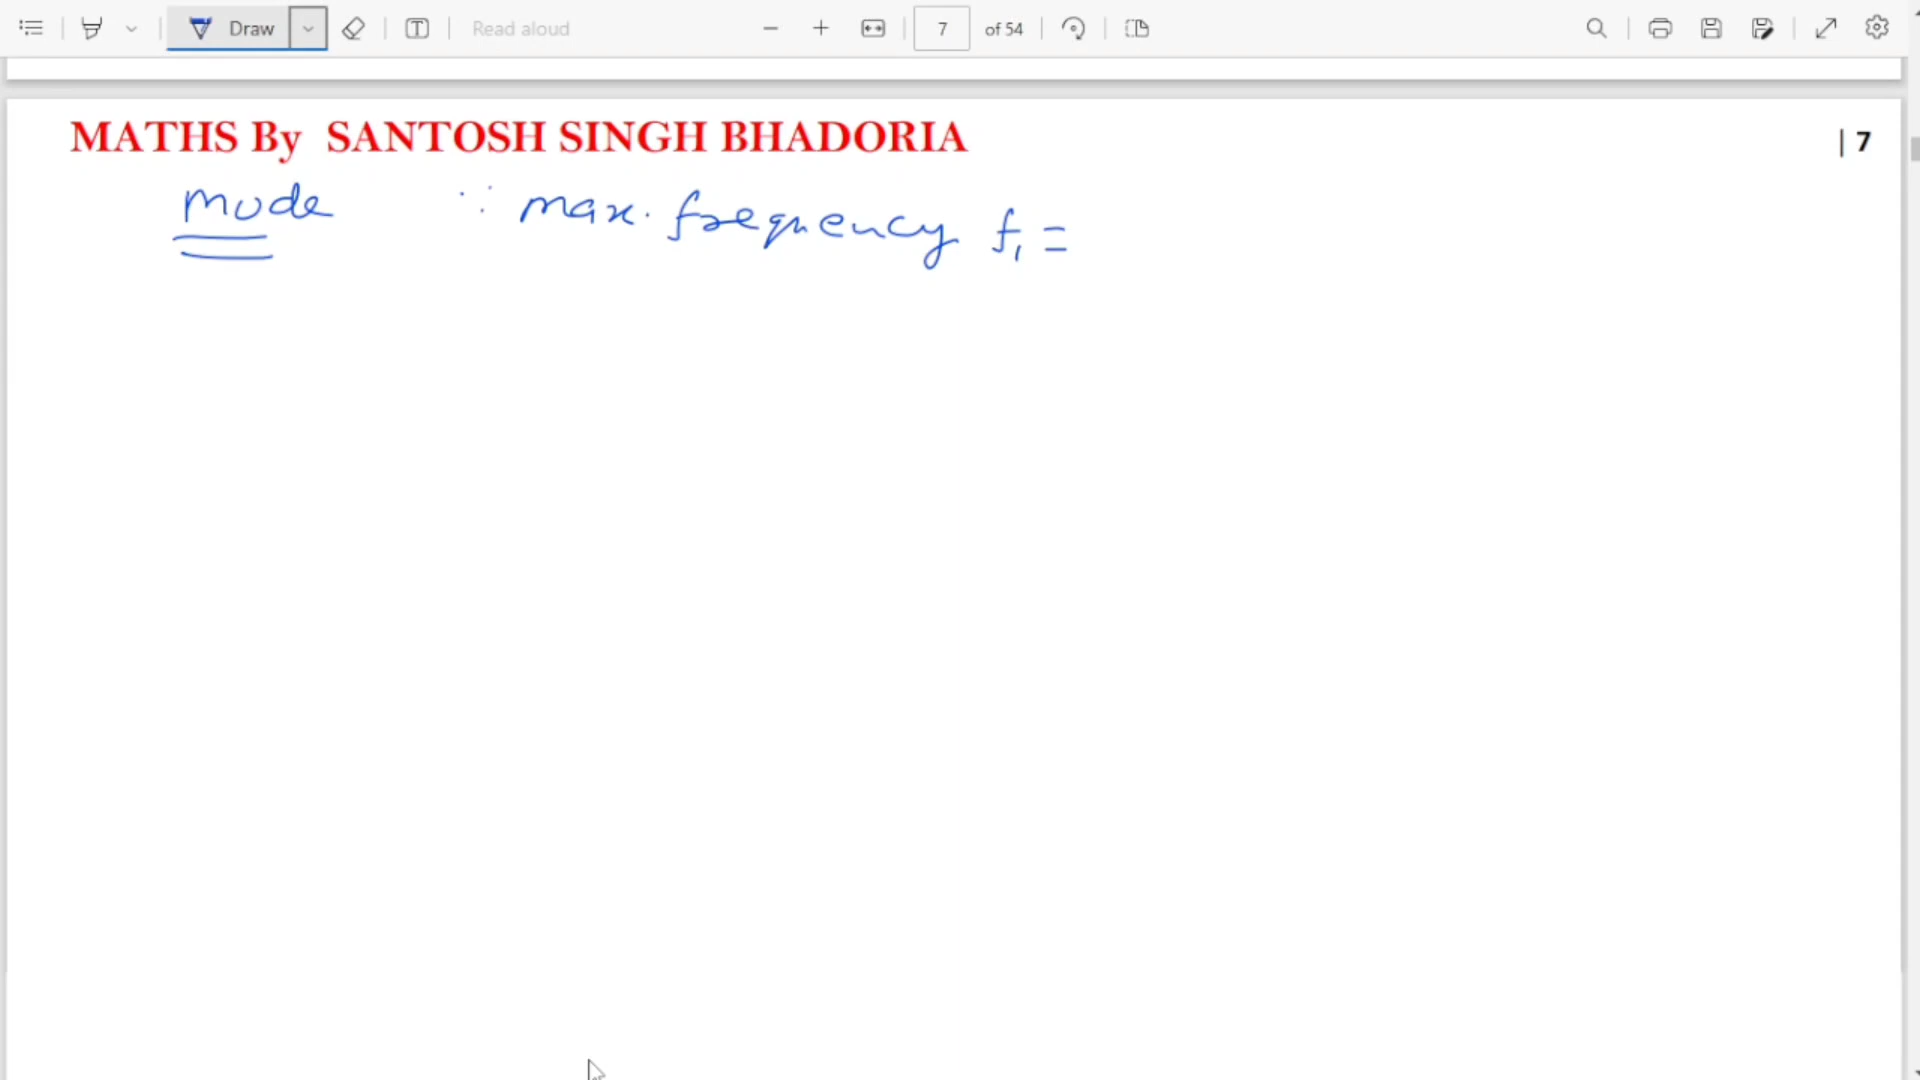 Draw
Read aloud
7 of 54
MATHS By SANTOSH SINGH BHADORIA
| 7
Mode ∵ max. frequency f₁ =